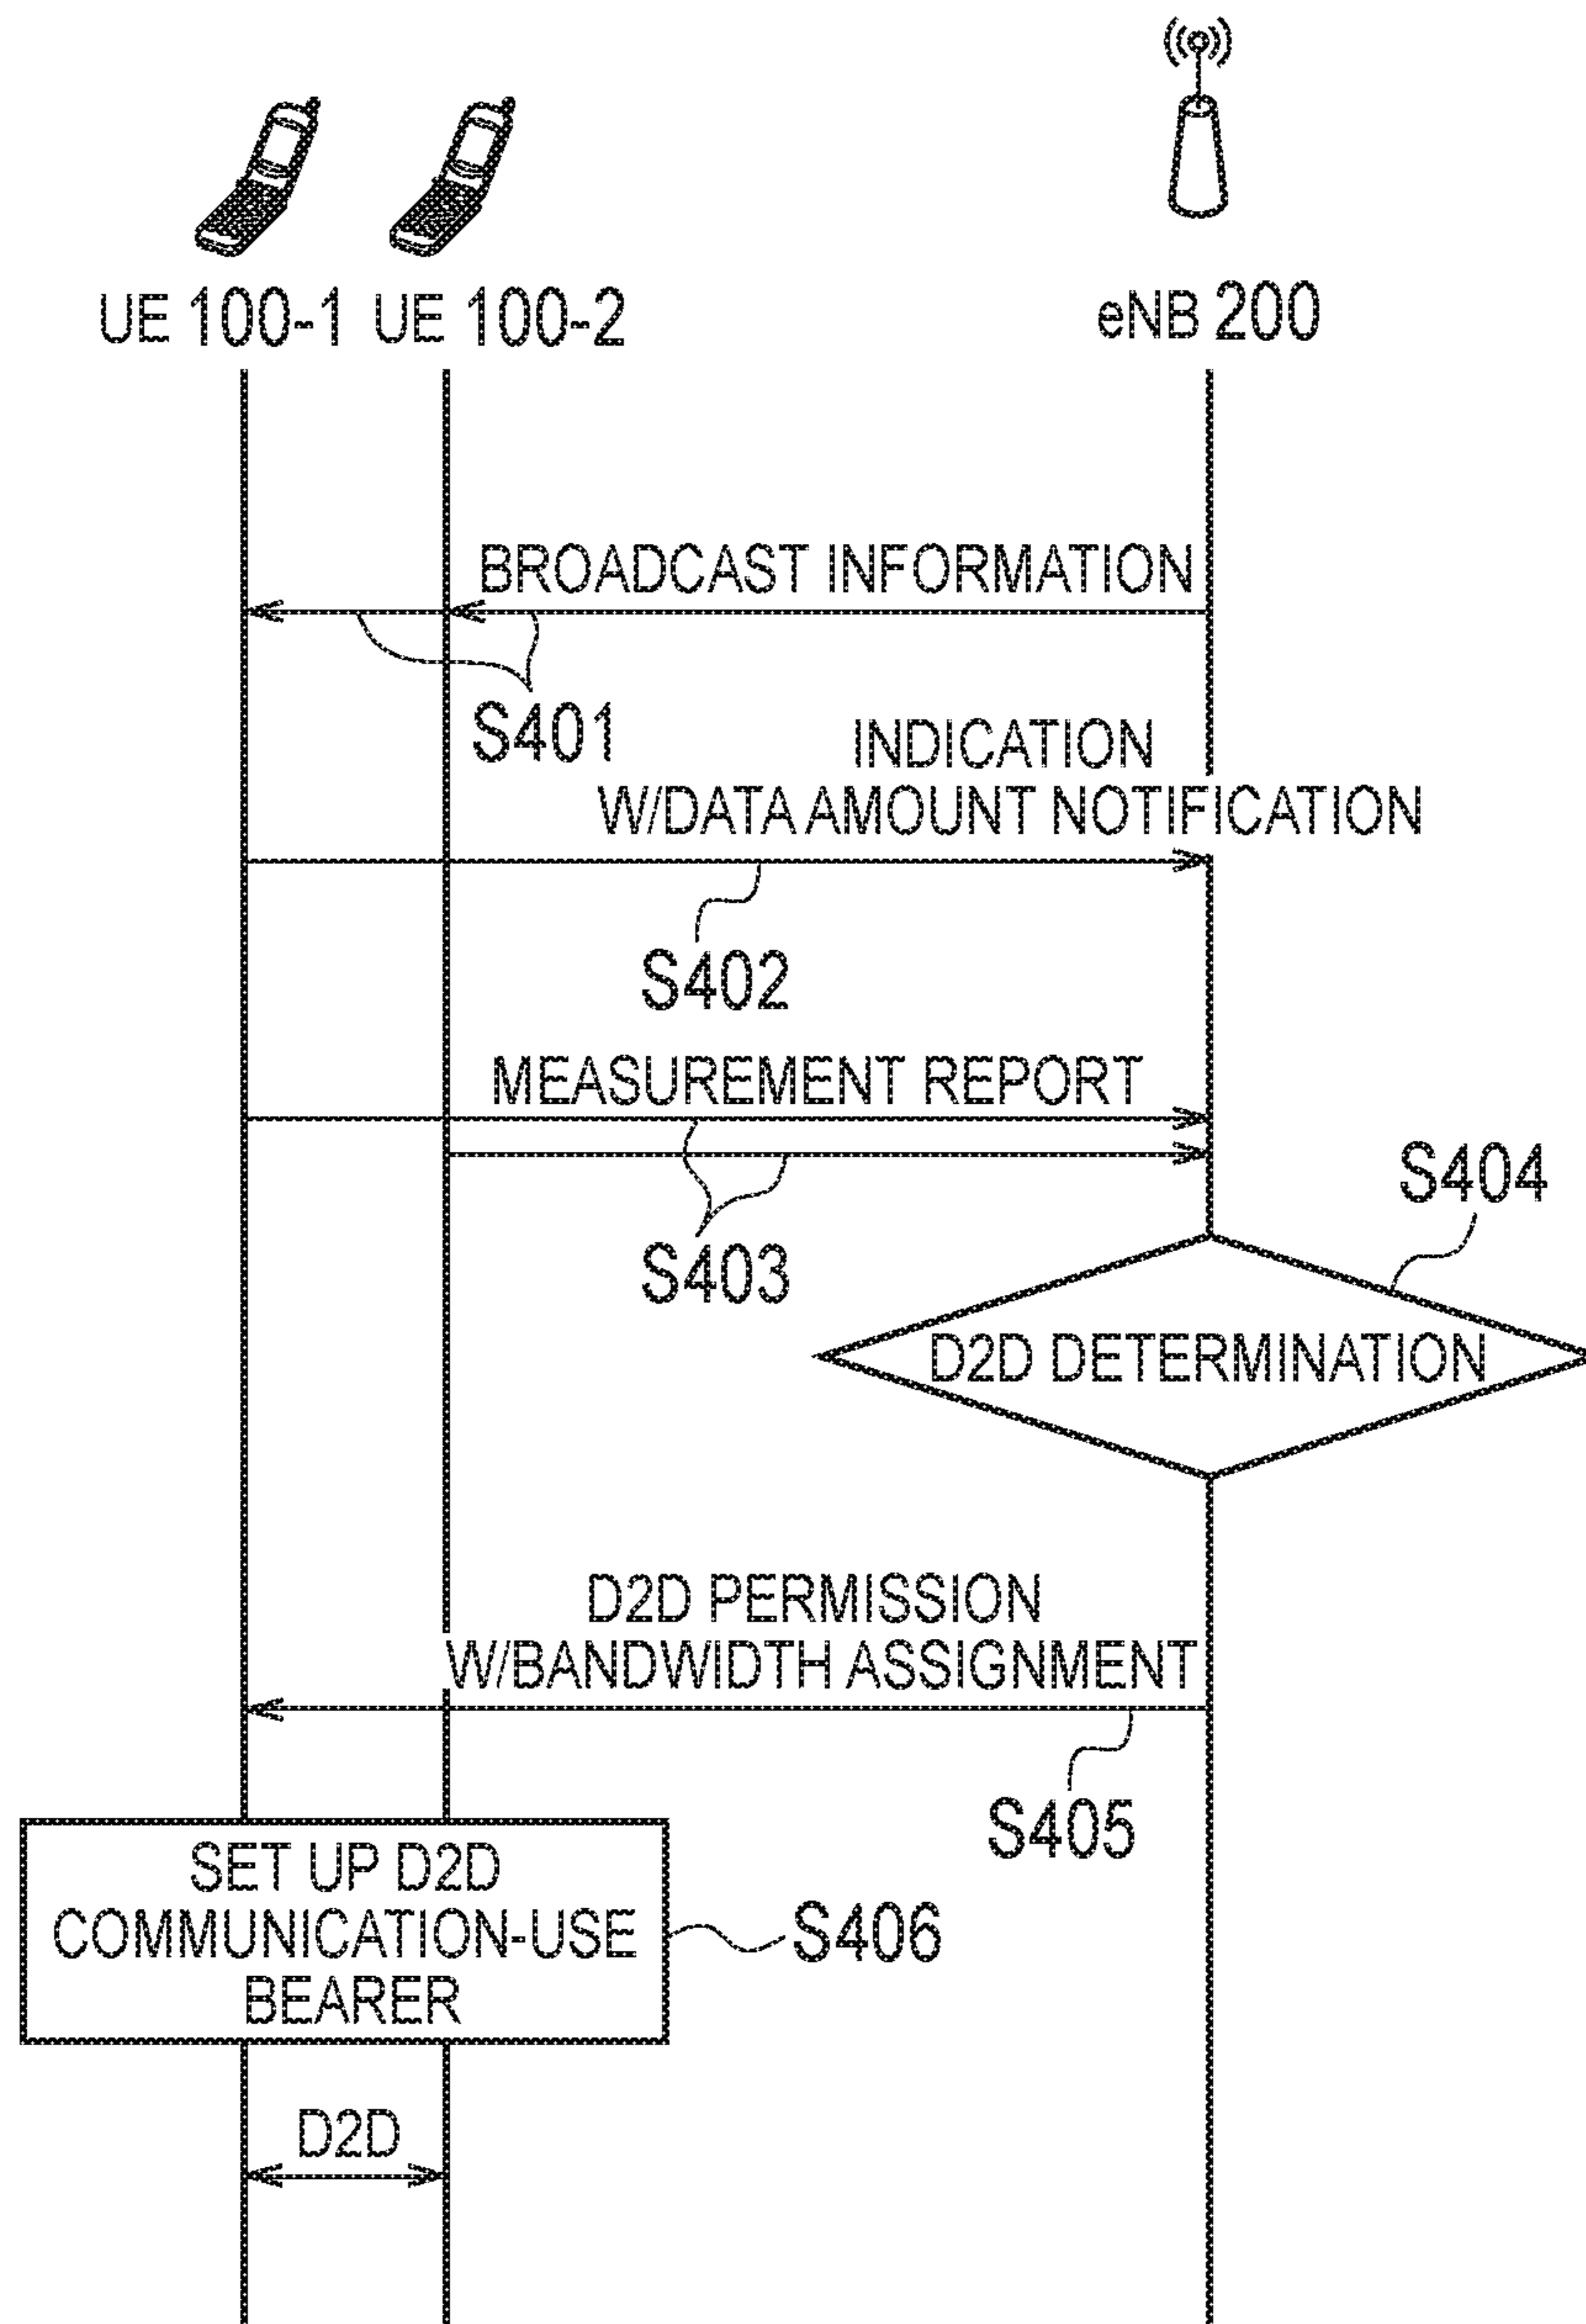 UE 100-1 UE 100-2 eNB 200
BROADCAST INFORMATION
S401
INDICATION
W/DATA AMOUNT NOTIFICATION
S402
MEASUREMENT REPORT
S403
S404
D2D DETERMINATION
D2D PERMISSION
W/BANDWIDTH ASSIGNMENT
S405
SET UP D2D
COMMUNICATION-USE
BEARER
S406
D2D